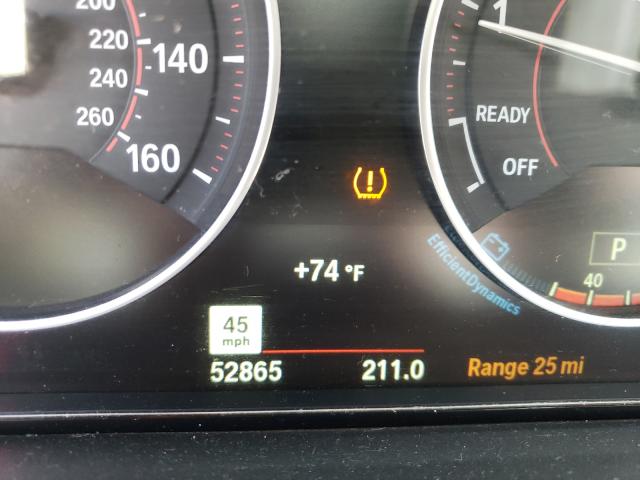 200
220
240
260
140
160
1
READY
OFF
P
40
+74 °F
EfficientDynamics
45
mph
52865
211.0
Range 25 mi